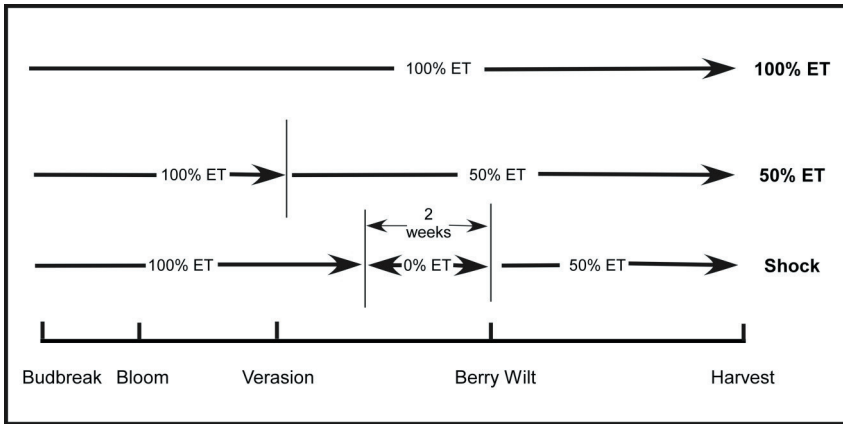 100% ET 100% ET
100% ET 50% ET 50% ET
2
weeks
100% ET 0% ET 50% ET Shock
Budbreak Bloom Verasion Berry Wilt Harvest